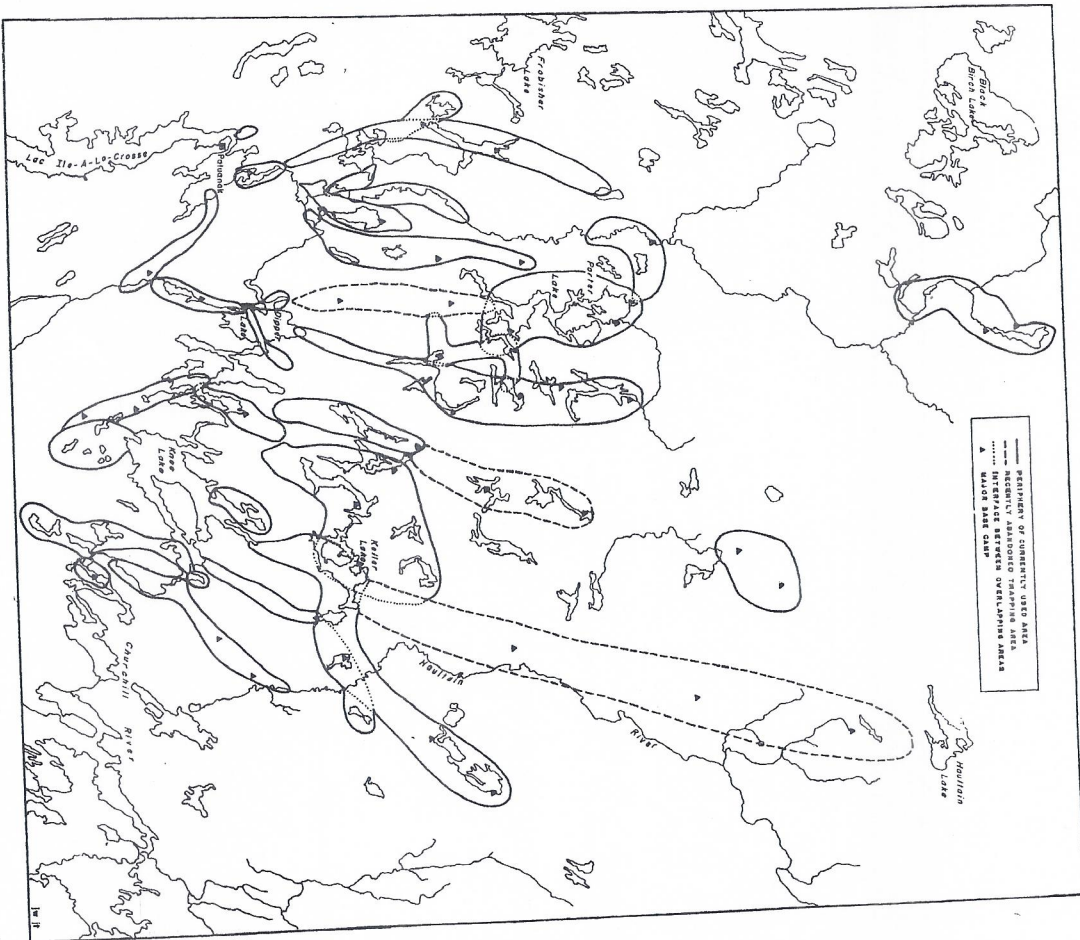 Black
Birch Lake
Frobisher
Lake
Lac Ile-A-La-Crosse
Patuanak
Porter
Lake
Dipper
Lake
PERIPHERY OF CURRENTLY USED AREA
RECENTLY ABANDONED TRAPPING AREA
INTERFACE BETWEEN OVERLAPPING AREAS
MAJOR BASE CAMP
Knee
Lake
Keller
Lake
Haultain
River
Haultain
Lake
Churchill
River